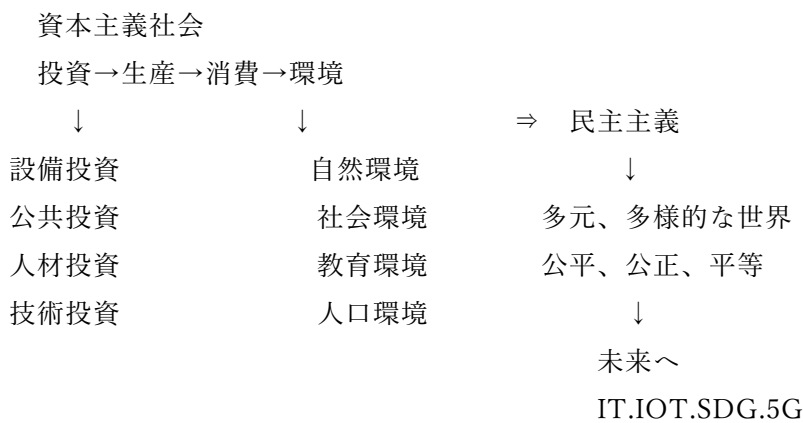 資本主義社会
投資→生産→消費→環境
↓ ↓ ⇒ 民主主義
設備投資 自然環境 ↓
公共投資 社会環境 多元、多様的な世界
人材投資 教育環境 公平、公正、平等
技術投資 人口環境 ↓
未来へ
IT.IOT.SDG.5G